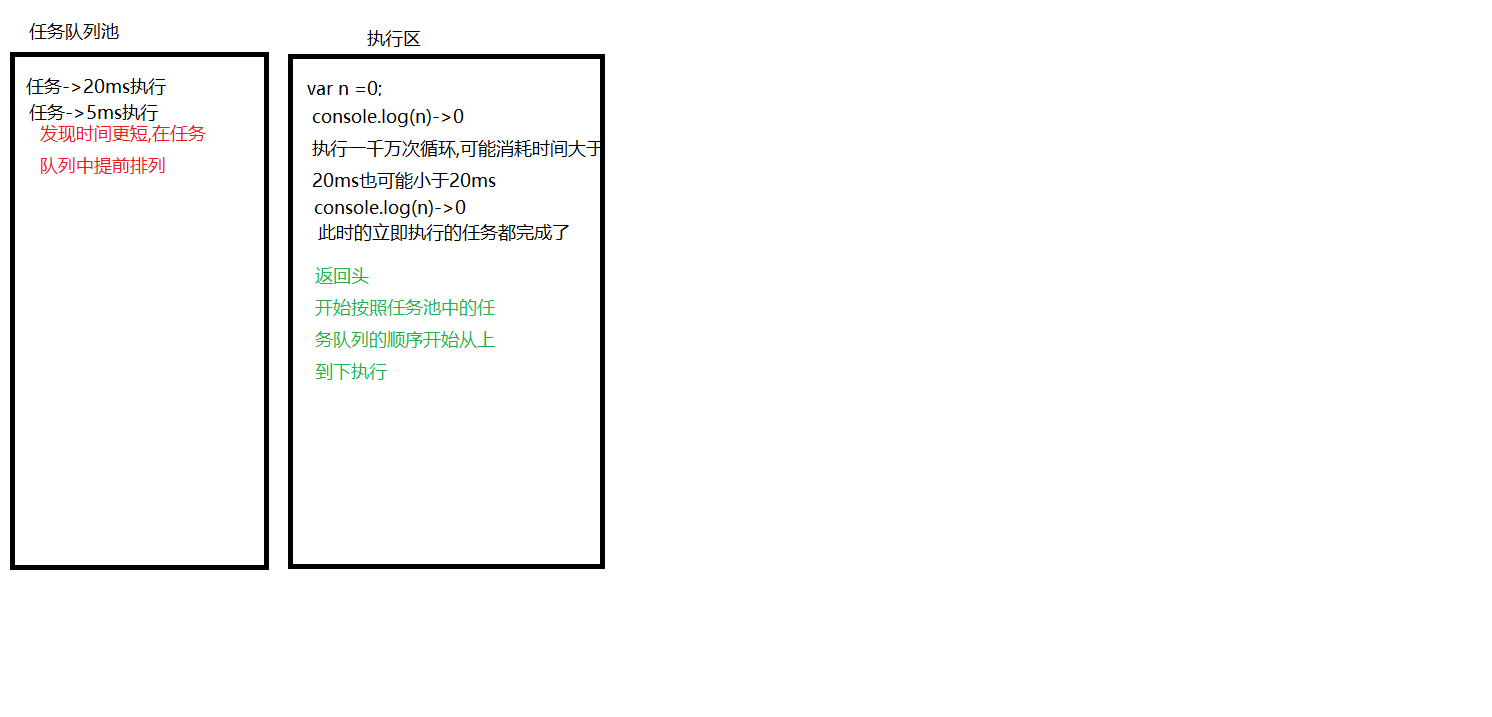 任务队列池
任务->20ms执行
任务->5ms执行
发现时间更短,在任务
队列中提前排列
执行区
var n =0;
console.log(n)->0
执行一千万次循环,可能消耗时间大于
20ms也可能小于20ms
console.log(n)->0
此时的立即执行的任务都完成了
返回头
开始按照任务池中的任
务队列的顺序开始从上
到下执行